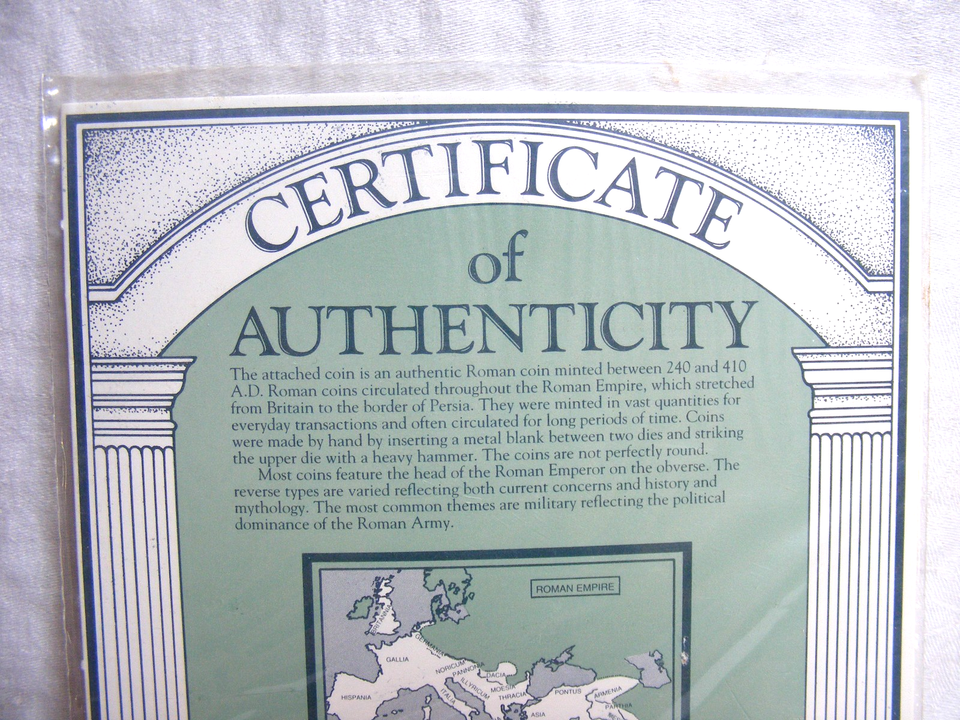 CERTIFICATE
of
AUTHENTICITY
The attached coin is an authentic Roman coin minted between 240 and 410
A.D. Roman coins circulated throughout the Roman Empire, which stretched
from Britain to the border of Persia. They were minted in vast quantities for
everyday transactions and often circulated for long periods of time. Coins
were made by hand by inserting a metal blank between two dies and striking
the upper die with a heavy hammer. The coins are not perfectly round.
Most coins feature the head of the Roman Emperor on the obverse. The
reverse types are varied reflecting both current concerns and history and
mythology. The most common themes are military reflecting the political
dominance of the Roman Army.
ROMAN EMPIRE
BRITANNIA
GERMANIA
GALLIA
NORICUM
PANNONIA
DACIA
HISPANIA
ITALIA
ILLYRICUM
MOESIA
THRACIA
PONTUS
ARMENIA
PARTHIA
ASIA